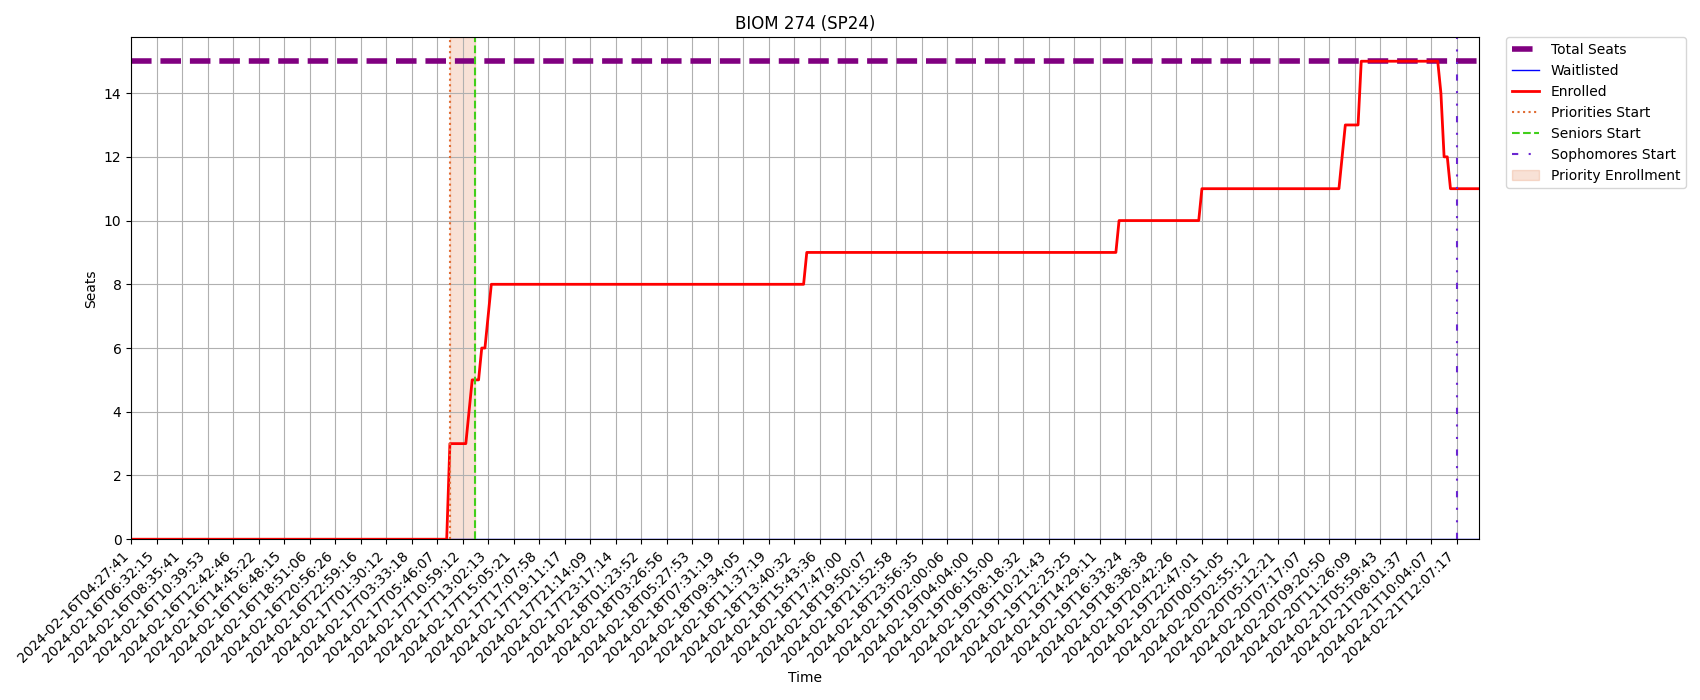 BIOM 274 (SP24)
Total Seats
Waitlisted
Enrolled
Priorities Start
Seniors Start
Sophomores Start
Priority Enrollment
Seats
14
12
10
8
6
4
2
0
2024-02-16T04:27:41
2024-02-16T06:32:15
2024-02-16T08:35:41
2024-02-16T10:39:53
2024-02-16T12:42:46
2024-02-16T14:45:22
2024-02-16T16:48:15
2024-02-16T18:51:06
2024-02-16T20:56:26
2024-02-16T22:59:16
2024-02-17T01:30:12
2024-02-17T03:33:18
2024-02-17T05:46:07
2024-02-17T10:59:12
2024-02-17T13:02:13
2024-02-17T15:05:21
2024-02-17T17:07:58
2024-02-17T19:11:17
2024-02-17T21:14:09
2024-02-17T23:17:14
2024-02-18T01:23:52
2024-02-18T03:26:56
2024-02-18T05:27:53
2024-02-18T07:31:19
2024-02-18T09:34:05
2024-02-18T11:37:19
2024-02-18T13:40:32
2024-02-18T15:43:36
2024-02-18T17:47:00
2024-02-18T19:50:07
2024-02-18T21:52:58
2024-02-18T23:56:35
2024-02-19T02:00:06
2024-02-19T04:04:00
2024-02-19T06:15:00
2024-02-19T08:18:32
2024-02-19T10:21:43
2024-02-19T12:25:25
2024-02-19T14:29:11
2024-02-19T16:33:24
2024-02-19T18:38:38
2024-02-19T20:42:26
2024-02-19T22:47:01
2024-02-20T00:51:05
2024-02-20T02:55:12
2024-02-20T05:12:21
2024-02-20T07:17:07
2024-02-20T09:20:50
2024-02-20T11:26:09
2024-02-21T05:59:43
2024-02-21T08:01:37
2024-02-21T10:04:07
2024-02-21T12:07:17
Time